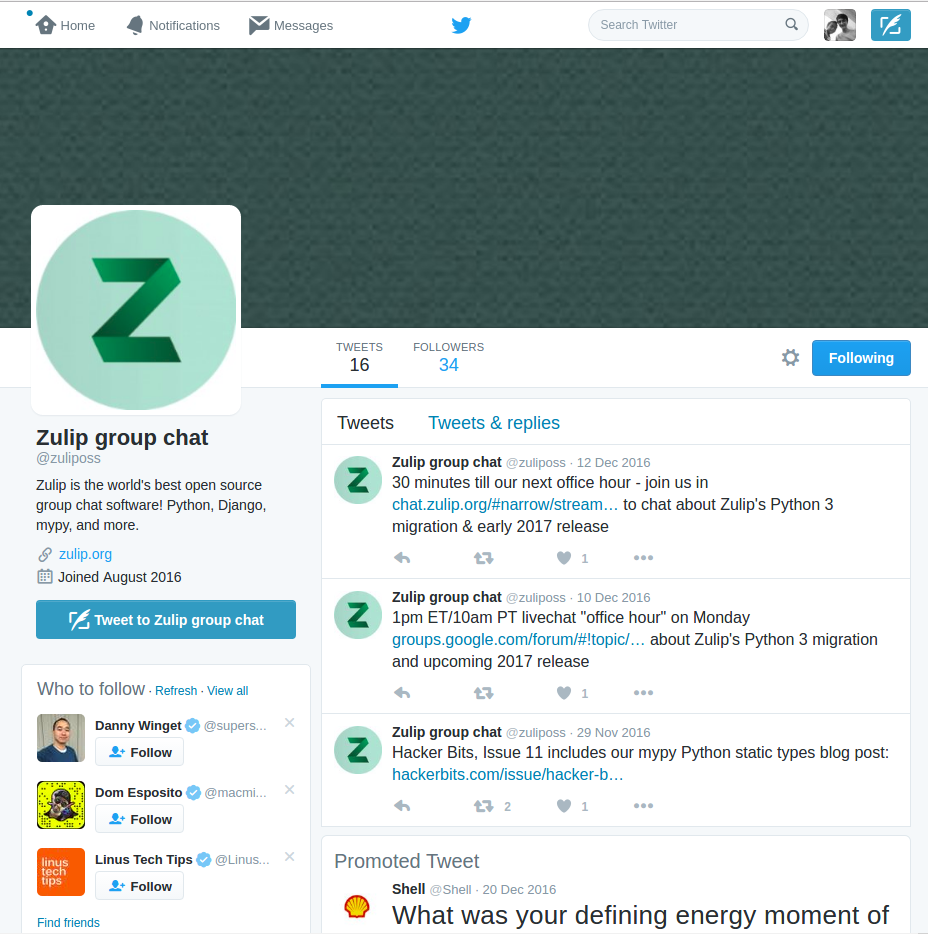 Home Notifications Messages Search Twitter
TWEETS FOLLOWERS
16 34
Following
Zulip group chat
@zuliposs
Zulip is the world's best open source
group chat software! Python, Django,
mypy, and more.
zulip.org
Joined August 2016
Tweet to Zulip group chat
Who to follow · Refresh · View all
Danny Winget @supers...
Follow
Dom Esposito @macmi...
Follow
linus
tech
tips
Linus Tech Tips @Linus...
Follow
Find friends
Tweets Tweets & replies
Zulip group chat @zuliposs · 12 Dec 2016
30 minutes till our next office hour - join us in
chat.zulip.org/#narrow/stream… to chat about Zulip's Python 3
migration & early 2017 release
1
Zulip group chat @zuliposs · 10 Dec 2016
1pm ET/10am PT livechat "office hour" on Monday
groups.google.com/forum/#!topic/… about Zulip's Python 3 migration
and upcoming 2017 release
1
Zulip group chat @zuliposs · 29 Nov 2016
Hacker Bits, Issue 11 includes our mypy Python static types blog post:
hackerbits.com/issue/hacker-b…
2 1
Promoted Tweet
Shell @Shell · 20 Dec 2016
What was your defining energy moment of